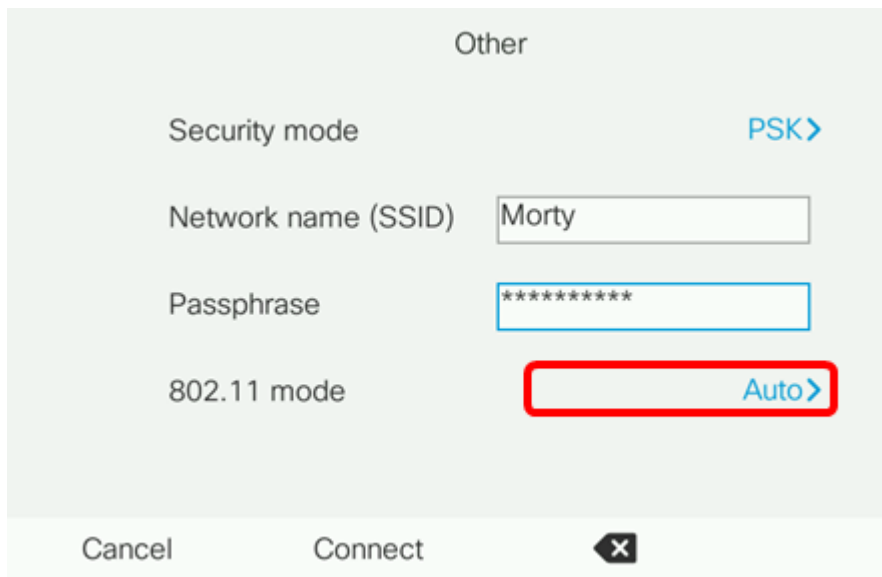 Other
Security mode PSK>
Network name (SSID) Morty
Passphrase **********
802.11 mode Auto>
Cancel Connect